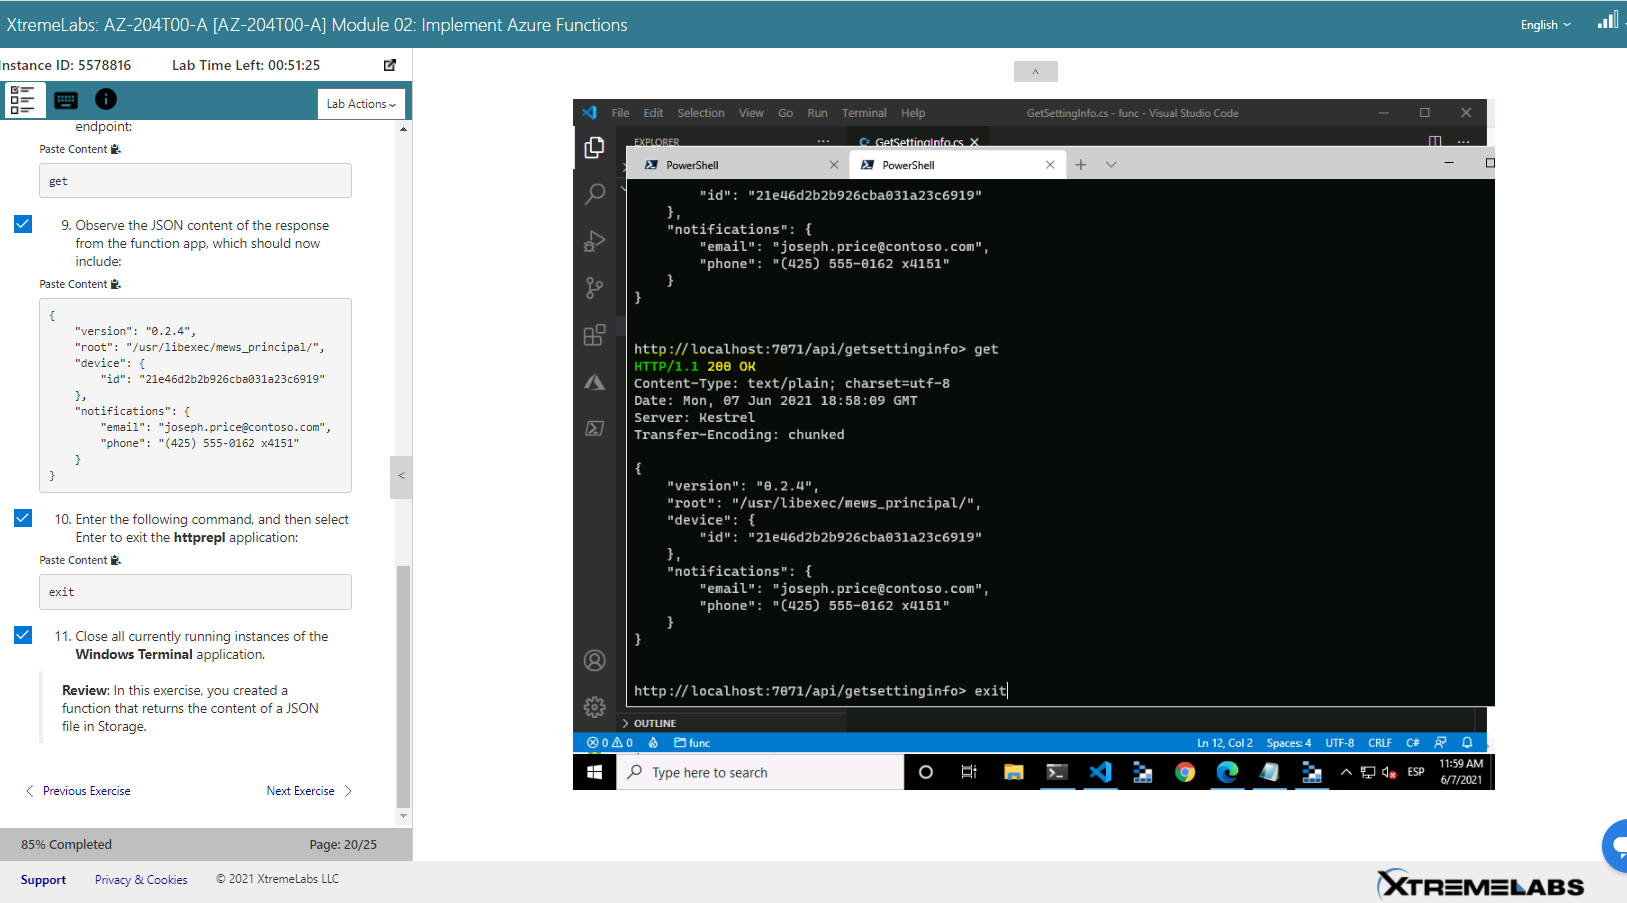 XtremeLabs: AZ-204T00-A [AZ-204T00-A] Module 02: Implement Azure Functions
English
Instance ID: 5578816
Lab Time Left: 00:51:25
Lab Actions
endpoint:
Paste Content
get
9. Observe the JSON content of the response
from the function app, which should now
include:
Paste Content
{
"version": "0.2.4",
"root": "/usr/libexec/mews_principal/",
"device": {
"id": "21e46d2b2b926cba031a23c6919"
},
"notifications": {
"email": "joseph.price@contoso.com",
"phone": "(425) 555-0162 x4151"
}
}
10. Enter the following command, and then select
Enter to exit the httprepl application:
Paste Content
exit
11. Close all currently running instances of the
Windows Terminal application.
Review: In this exercise, you created a
function that returns the content of a JSON
file in Storage.
Previous Exercise
Next Exercise
85% Completed
Page: 20/25
Support
Privacy & Cookies
© 2021 XtremeLabs LLC
File Edit Selection View Go Run Terminal Help
GetSettingInfo.cs - func - Visual Studio Code
EXPLORER
GetSettingInfo.cs
PowerShell
PowerShell
"id": "21e46d2b2b926cba031a23c6919"
},
"notifications": {
"email": "joseph.price@contoso.com",
"phone": "(425) 555-0162 x4151"
}
}
http://localhost:7071/api/getsettinginfo> get
HTTP/1.1 200 OK
Content-Type: text/plain; charset=utf-8
Date: Mon, 07 Jun 2021 18:58:09 GMT
Server: Kestrel
Transfer-Encoding: chunked
{
"version": "0.2.4",
"root": "/usr/libexec/mews_principal/",
"device": {
"id": "21e46d2b2b926cba031a23c6919"
},
"notifications": {
"email": "joseph.price@contoso.com",
"phone": "(425) 555-0162 x4151"
}
}
http://localhost:7071/api/getsettinginfo> exit
OUTLINE
0 0 func
Ln 12, Col 2 Spaces: 4 UTF-8 CRLF C#
Type here to search
ESP
11:59 AM
6/7/2021
XTREMELABS